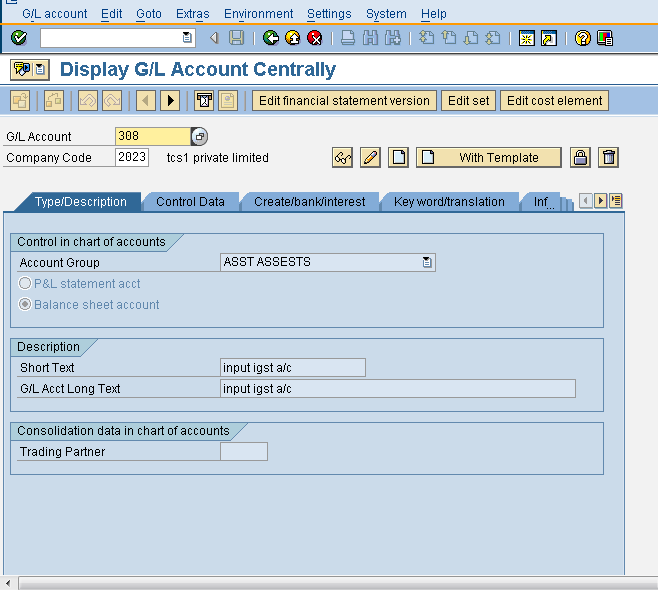 G/L account Edit Goto Extras Environment Settings System Help
Display G/L Account Centrally
Edit financial statement version Edit set Edit cost element
G/L Account 308
Company Code 2023 tcs1 private limited With Template
Type/Description Control Data Create/bank/interest Key word/translation Inf...
Control in chart of accounts
Account Group ASST ASSESTS
P&L statement acct
Balance sheet account
Description
Short Text input igst a/c
G/L Acct Long Text input igst a/c
Consolidation data in chart of accounts
Trading Partner